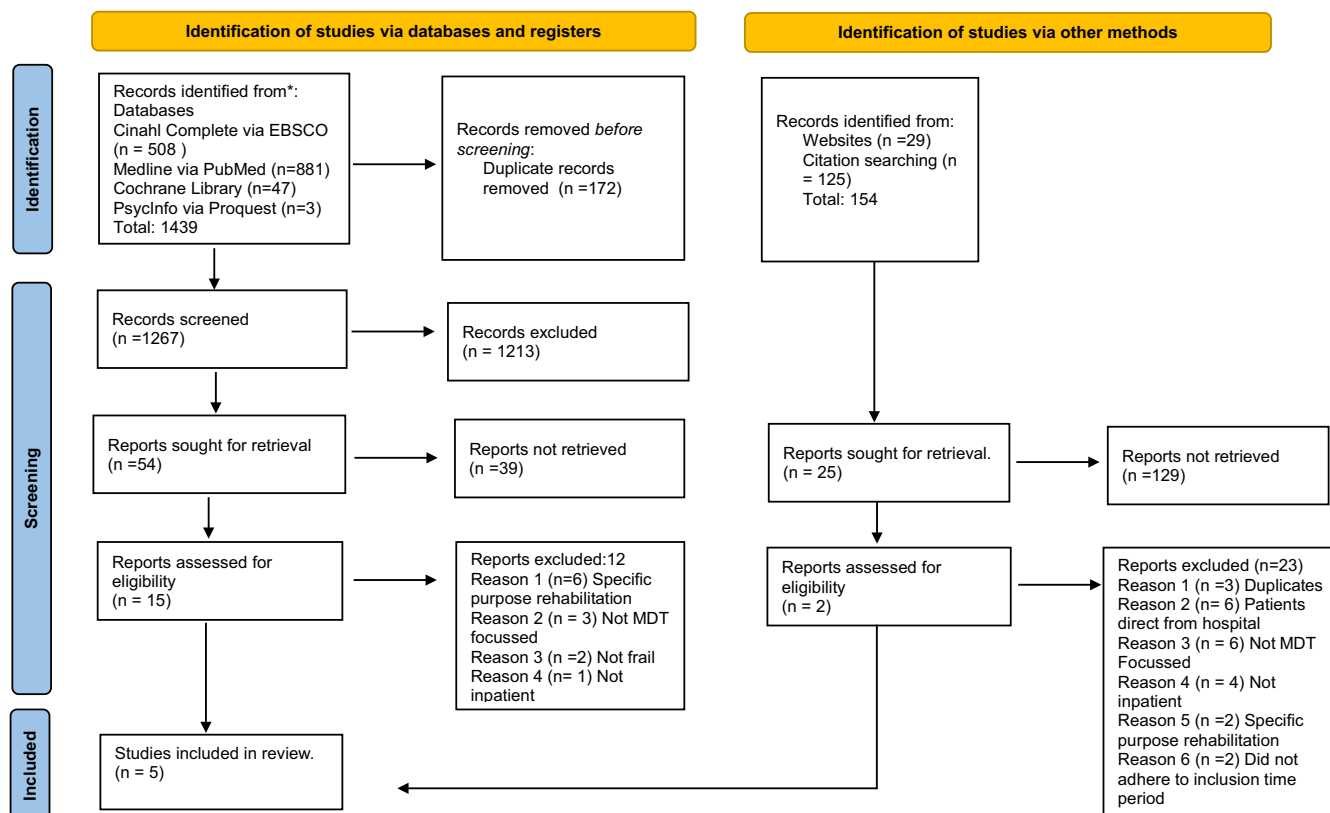 Identification of studies via databases and registers
Identification of studies via other methods
Identification
Records identified from*:
Databases
Cinahl Complete via EBSCO
(n = 508 )
Medline via PubMed (n=881)
Cochrane Library (n=47)
PsycInfo via Proquest (n=3)
Total: 1439
Records removed before
screening:
Duplicate records
removed (n =172)
Records identified from:
Websites (n =29)
Citation searching (n
= 125)
Total: 154
Screening
Records screened
(n =1267)
Records excluded
(n = 1213)
Reports sought for retrieval
(n =54)
Reports not retrieved
(n =39)
Reports sought for retrieval.
(n = 25)
Reports not retrieved
(n =129)
Reports assessed for
eligibility
(n = 15)
Reports excluded:12
Reason 1 (n=6) Specific
purpose rehabilitation
Reason 2 (n = 3) Not MDT
focussed
Reason 3 (n =2) Not frail
Reason 4 (n= 1) Not
inpatient
Reports assessed for
eligibility
(n = 2)
Reports excluded (n=23)
Reason 1 (n =3) Duplicates
Reason 2 (n= 6) Patients
direct from hospital
Reason 3 (n = 6) Not MDT
Focussed
Reason 4 (n = 4) Not
inpatient
Reason 5 (n =2) Specific
purpose rehabilitation
Reason 6 (n =2) Did not
adhere to inclusion time
period
Included
Studies included in review.
(n = 5)